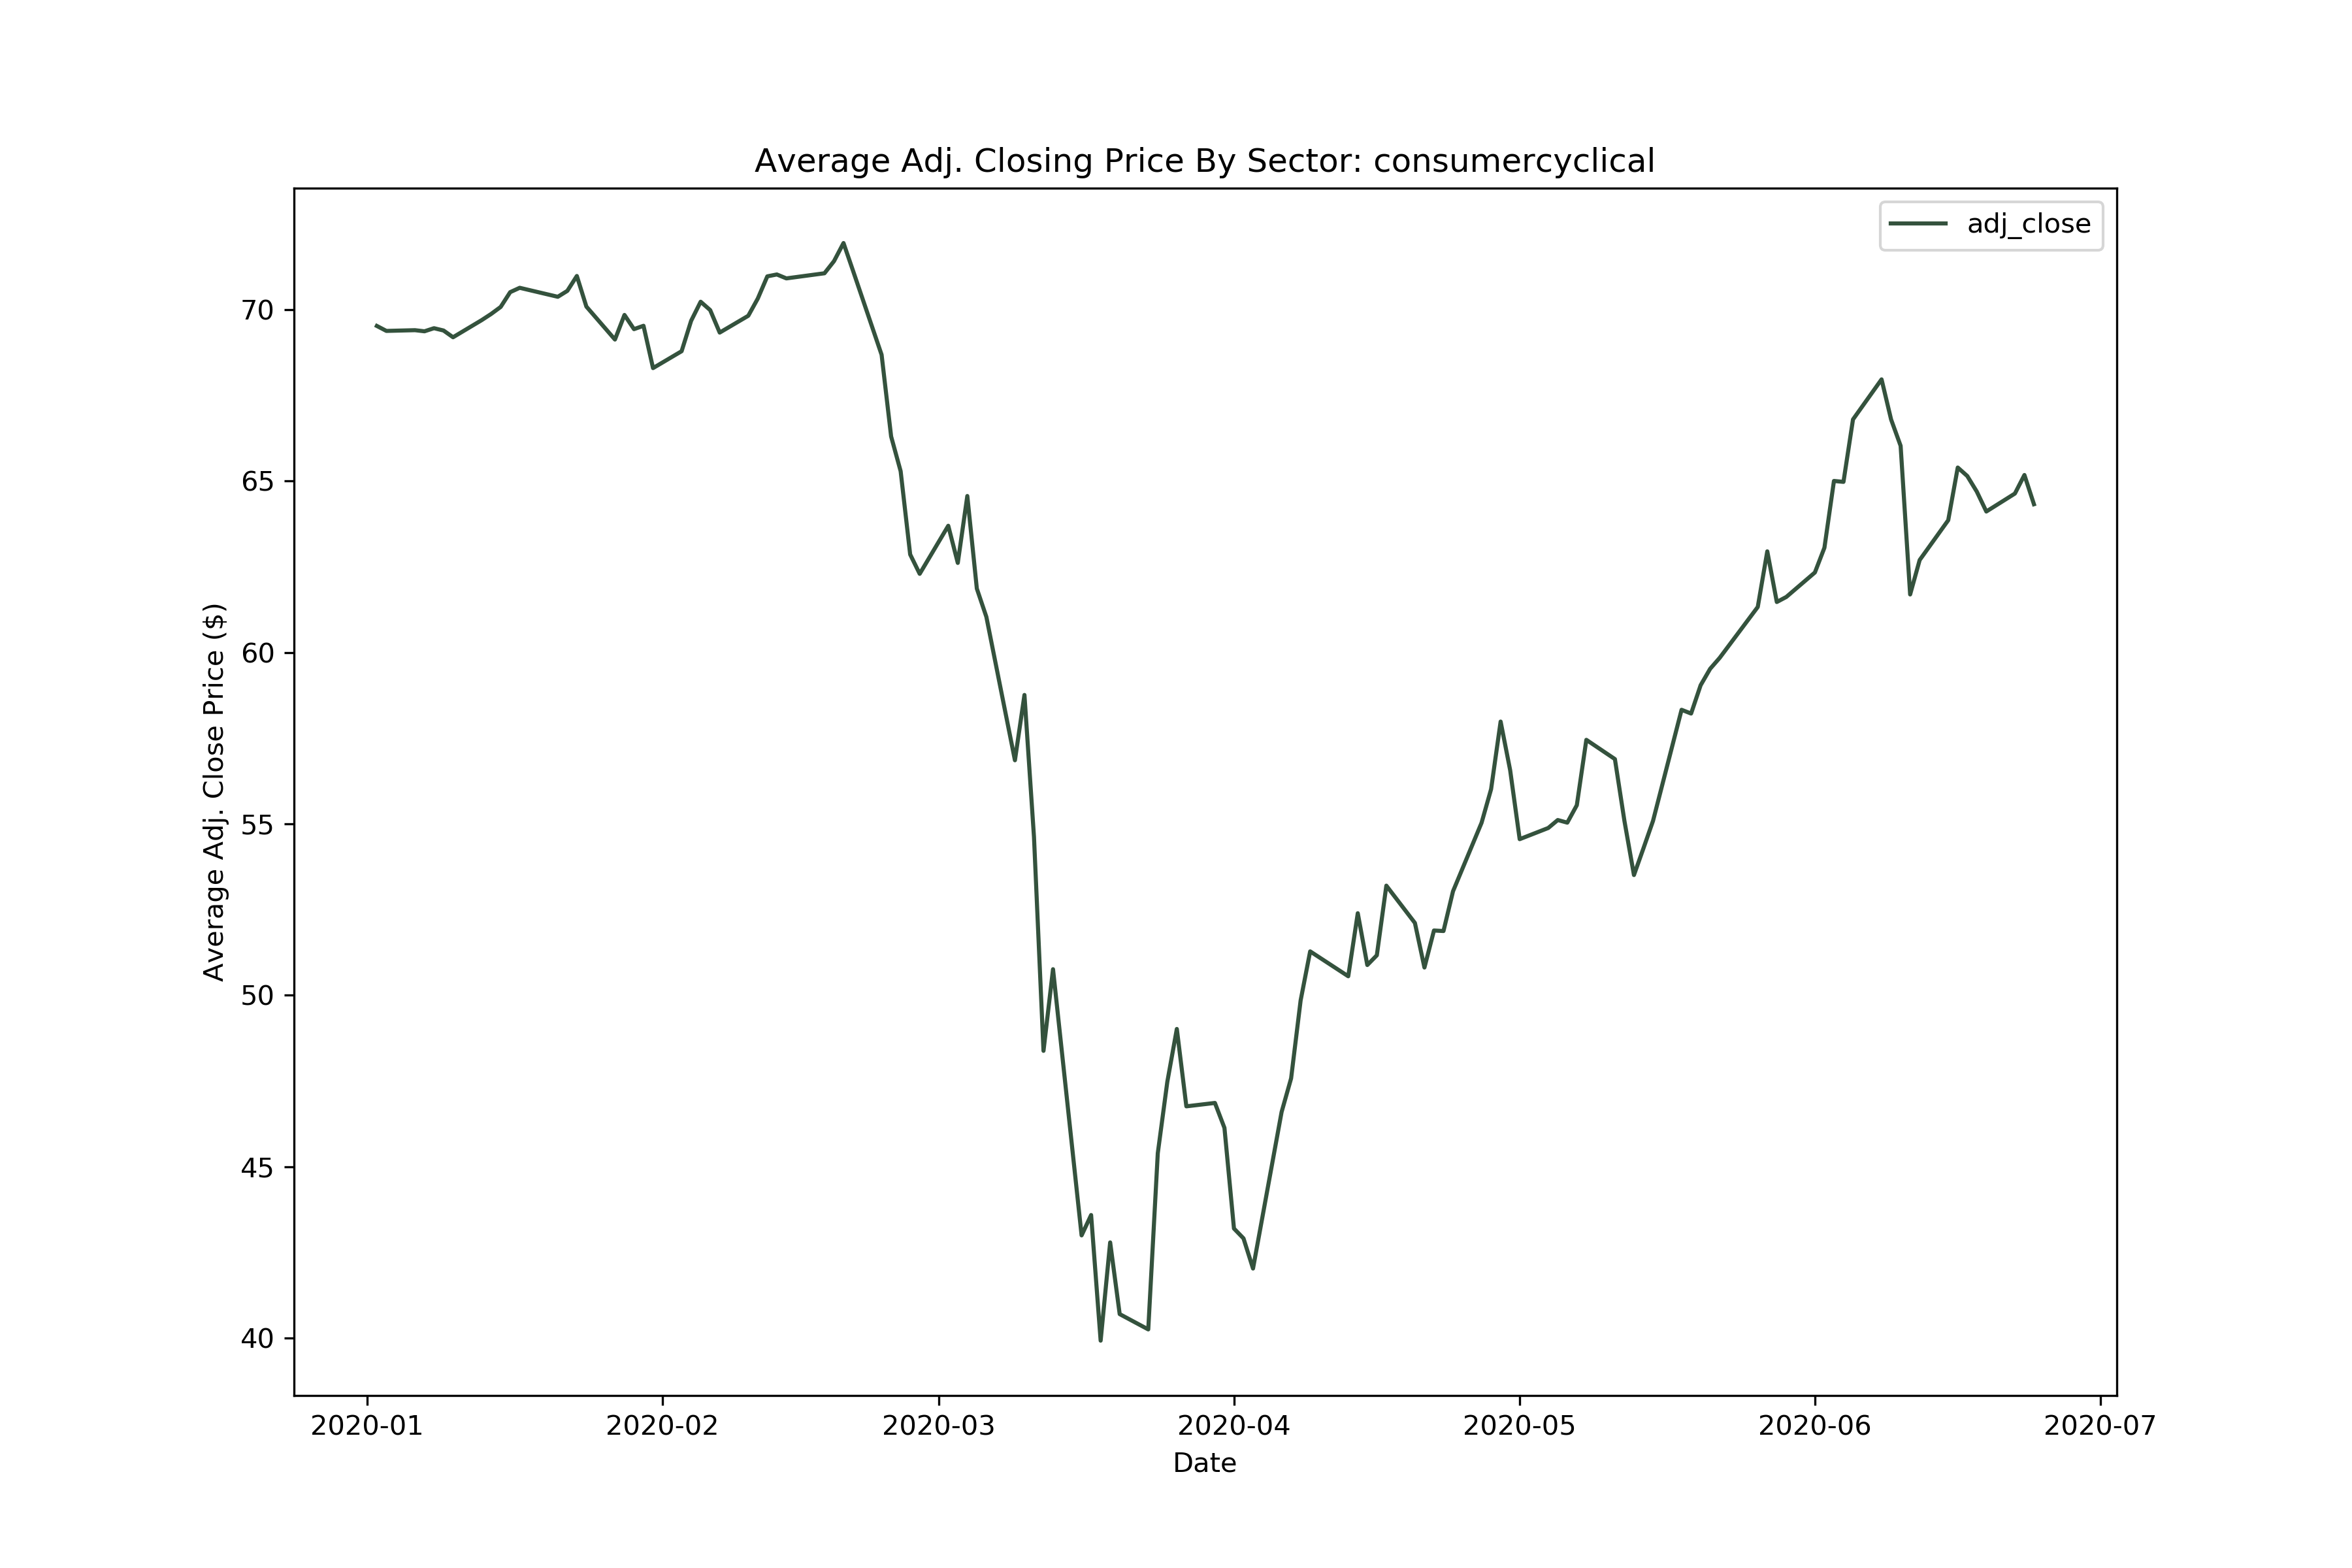 Average Adj. Closing Price By Sector: consumercyclical
adj_close
Average Adj. Close Price ($)
70
65
60
55
50
45
40
2020-01 2020-02 2020-03 2020-04 2020-05 2020-06 2020-07
Date